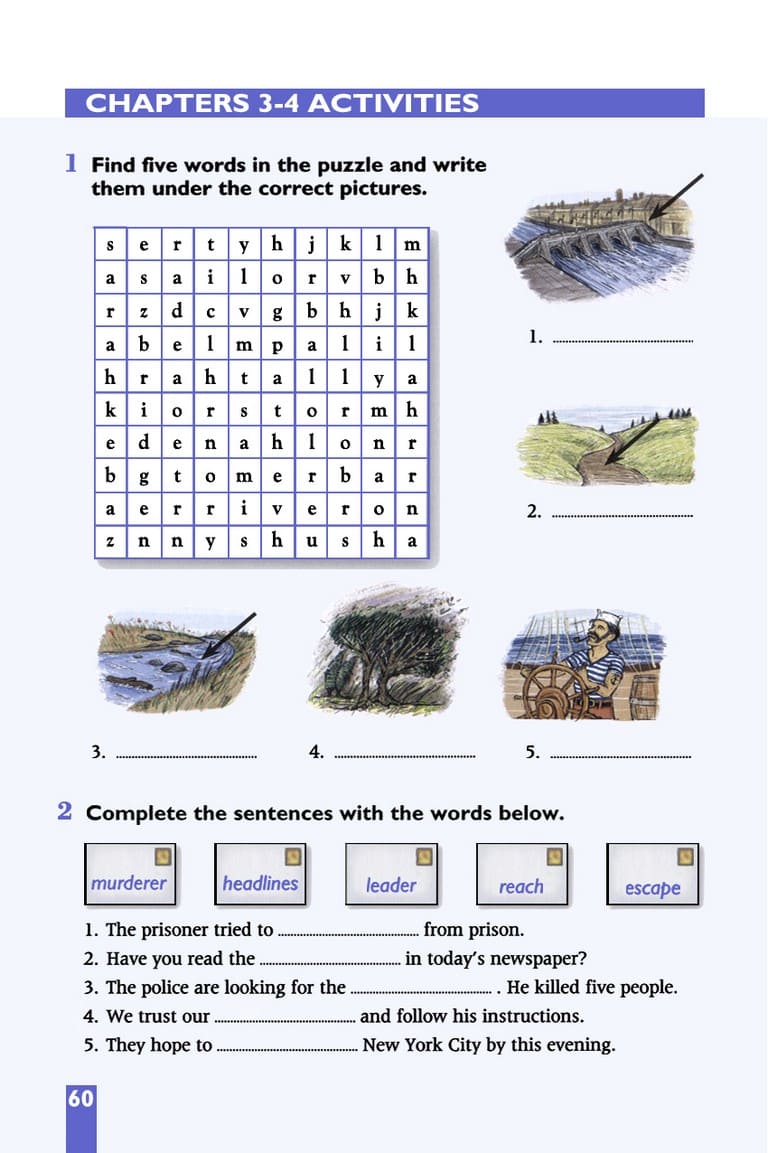 CHAPTERS 3-4 ACTIVITIES
1 Find five words in the puzzle and write
them under the correct pictures.
s e r t y h j k l m
a s a i l o r v b h
r z d c v g b h j k
a b e l m p a l i l
h r a h t a l l y a
k i o r s t o r m h
e d e n a h l o n r
b g t o m e r b a r
a e r r i v e r o n
z n n y s h u s h a
1. ........................................
2. ........................................
3. ........................................
4. ........................................
5. ........................................
2 Complete the sentences with the words below.
murderer headlines leader reach escape
1. The prisoner tried to ........................................ from prison.
2. Have you read the ........................................ in today's newspaper?
3. The police are looking for the ........................................ . He killed five people.
4. We trust our ........................................ and follow his instructions.
5. They hope to ........................................ New York City by this evening.
60